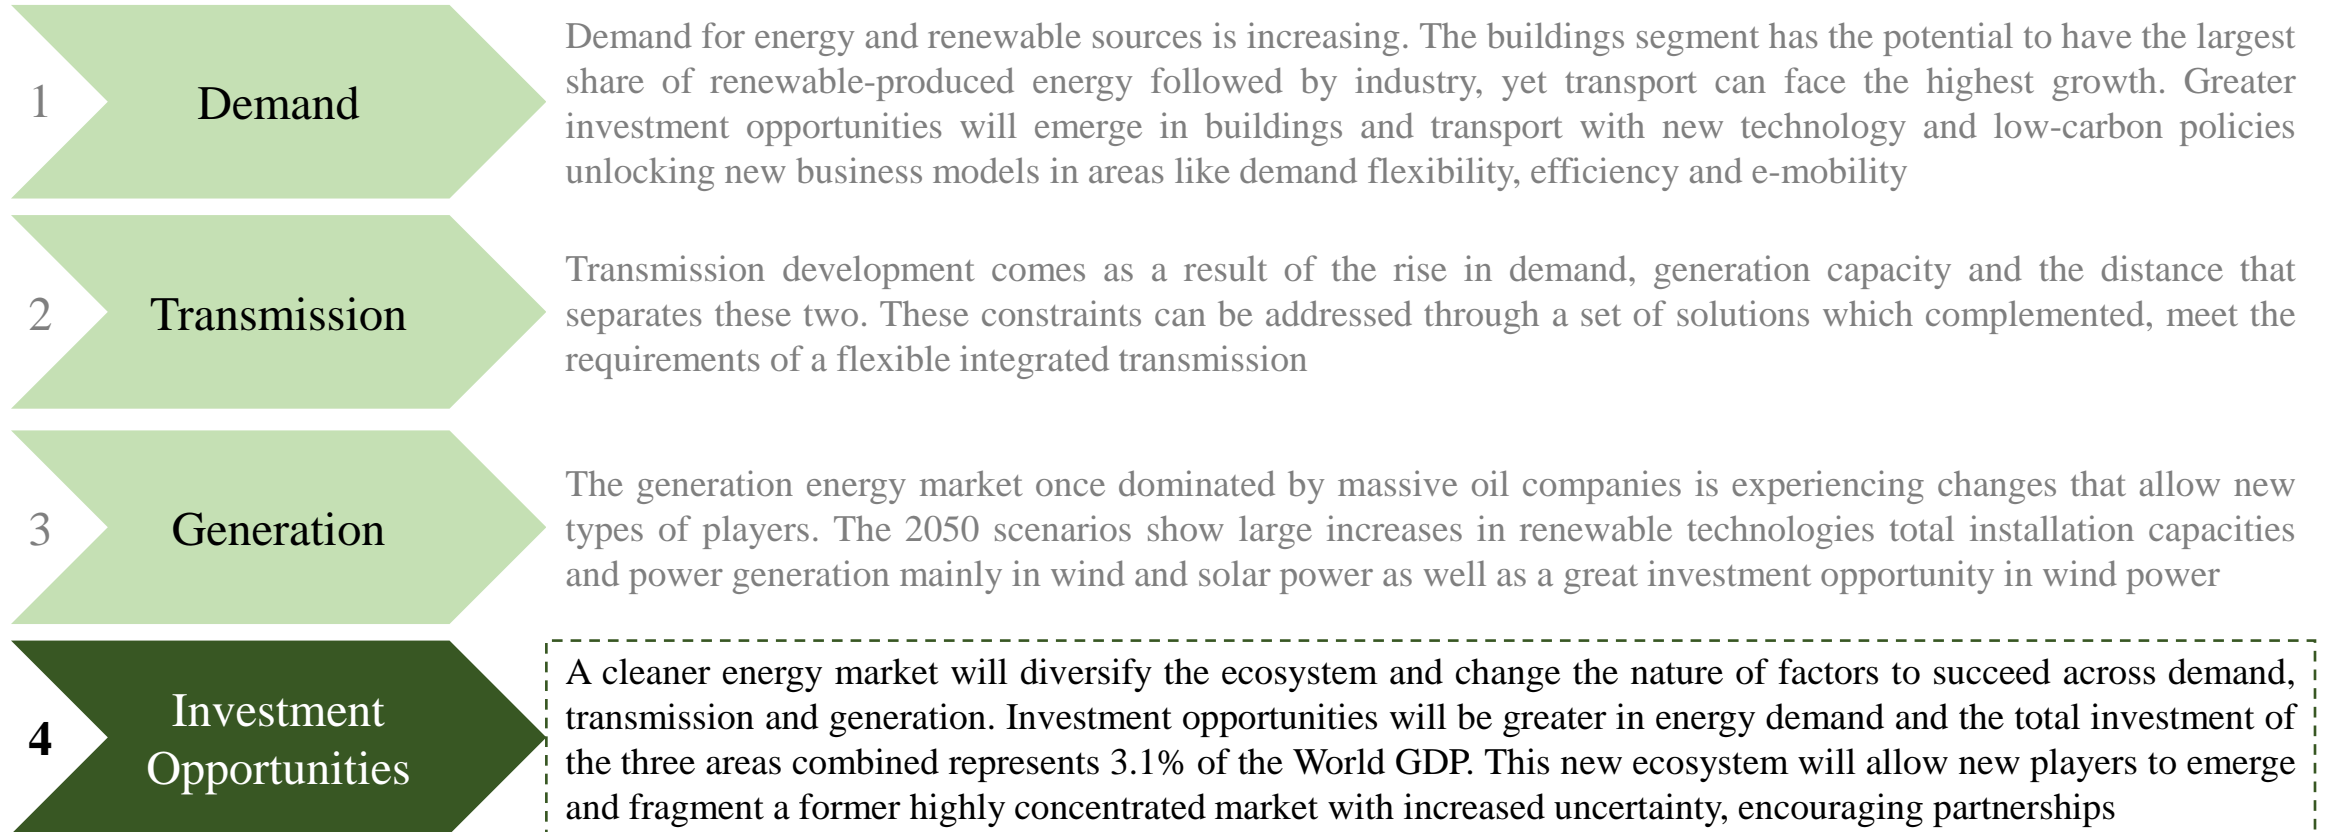 1
Demand
Demand for energy and renewable sources is increasing. The buildings segment has the potential to have the largest
share of renewable-produced energy followed by industry, yet transport can face the highest growth. Greater
investment opportunities will emerge in buildings and transport with new technology and low-carbon policies
unlocking new business models in areas like demand flexibility, efficiency and e-mobility
2
Transmission
Transmission development comes as a result of the rise in demand, generation capacity and the distance that
separates these two. These constraints can be addressed through a set of solutions which complemented, meet the
requirements of a flexible integrated transmission
3
Generation
The generation energy market once dominated by massive oil companies is experiencing changes that allow new
types of players. The 2050 scenarios show large increases in renewable technologies total installation capacities
and power generation mainly in wind and solar power as well as a great investment opportunity in wind power
4
Investment
Opportunities
A cleaner energy market will diversify the ecosystem and change the nature of factors to succeed across demand,
transmission and generation. Investment opportunities will be greater in energy demand and the total investment of
the three areas combined represents 3.1% of the World GDP. This new ecosystem will allow new players to emerge
and fragment a former highly concentrated market with increased uncertainty, encouraging partnerships